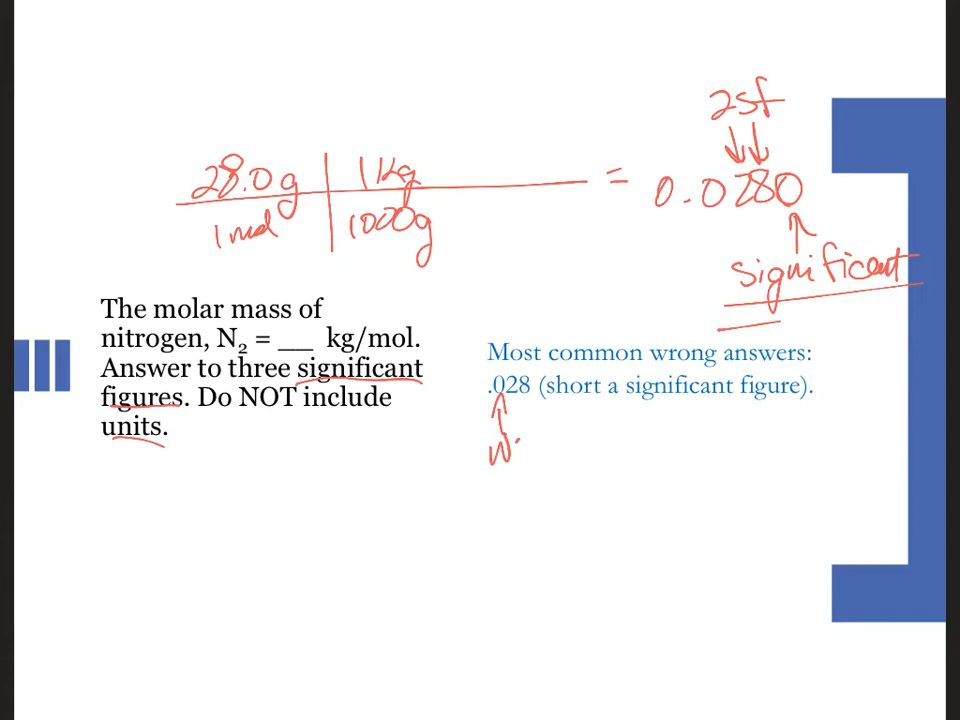 2sf
28.0g 1kg = 0.0280
1mol 1000g
significant
The molar mass of
nitrogen, N₂ = __ kg/mol.
Answer to three significant
figures. Do NOT include
units.
Most common wrong answers:
.028 (short a significant figure).